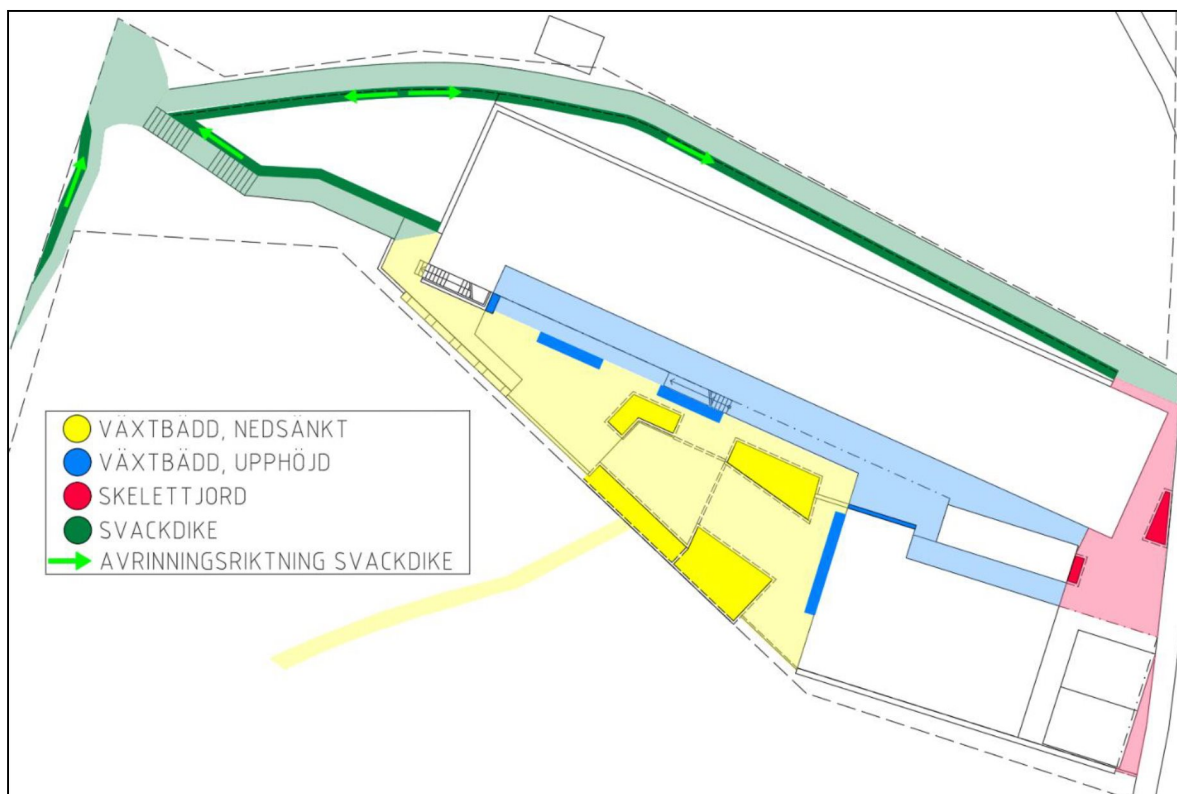 VÄXTBÄDD, NEDSÄNKT
VÄXTBÄDD, UPPHÖJD
SKELETTJORD
SVACKDIKE
AVRINNINGSRIKTNING SVACKDIKE